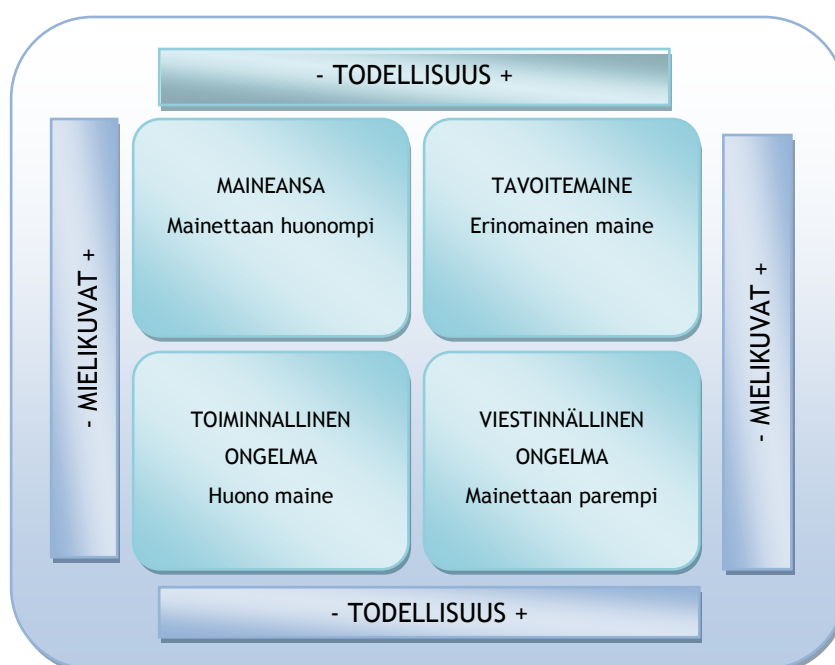 - TODELLISUUS +
- MIELIKUVAT +
MAINEANSA
Mainettaan huonompi
TAVOITEMAINE
Erinomainen maine
- MIELIKUVAT +
TOIMINNALLINEN
ONGELMA
Huono maine
VIESTINNÄLLINEN
ONGELMA
Mainettaan parempi
- TODELLISUUS +